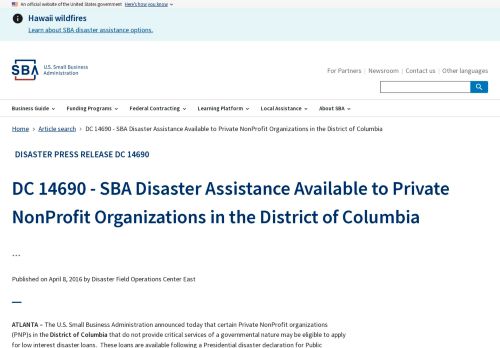 An official website of the United States government Here's how you know
Hawaii wildfires
Learn about SBA disaster assistance options.
SBA
U.S. Small Business
Administration
For Partners Newsroom Contact us Other languages
Business Guide Funding Programs Federal Contracting Learning Platform Local Assistance About SBA
Home Article search DC 14690 - SBA Disaster Assistance Available to Private NonProfit Organizations in the District of Columbia
DISASTER PRESS RELEASE DC 14690
DC 14690 - SBA Disaster Assistance Available to Private
NonProfit Organizations in the District of Columbia
...
Published on April 8, 2016 by Disaster Field Operations Center East
ATLANTA – The U.S. Small Business Administration announced today that certain Private NonProfit organizations
(PNPs) in the District of Columbia that do not provide critical services of a governmental nature may be eligible to apply
for low interest disaster loans. These loans are available following a Presidential disaster declaration for Public